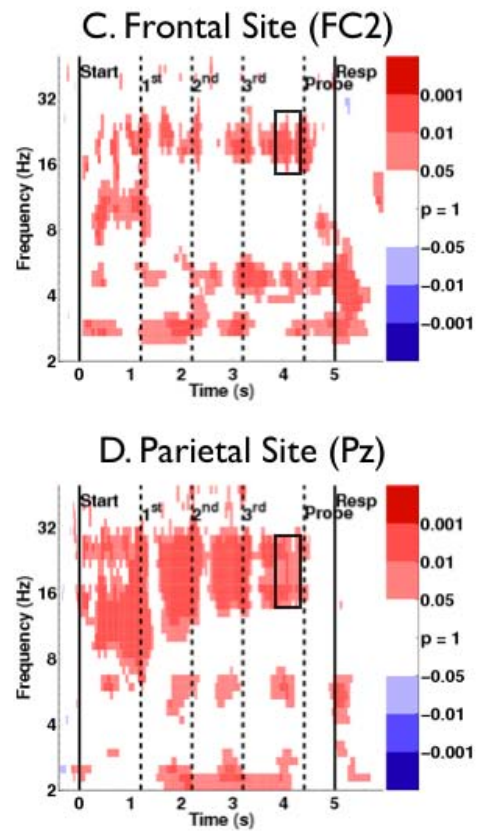 C. Frontal Site (FC2)
Start 1st 2nd 3rd Probe Resp
32
16
8
4
2
Frequency (Hz)
0 1 2 3 4 5
Time (s)
0.001
0.01
0.05
p = 1
−0.05
−0.01
−0.001
D. Parietal Site (Pz)
Start 1st 2nd 3rd Probe Resp
32
16
8
4
2
Frequency (Hz)
0 1 2 3 4 5
Time (s)
0.001
0.01
0.05
p = 1
−0.05
−0.01
−0.001